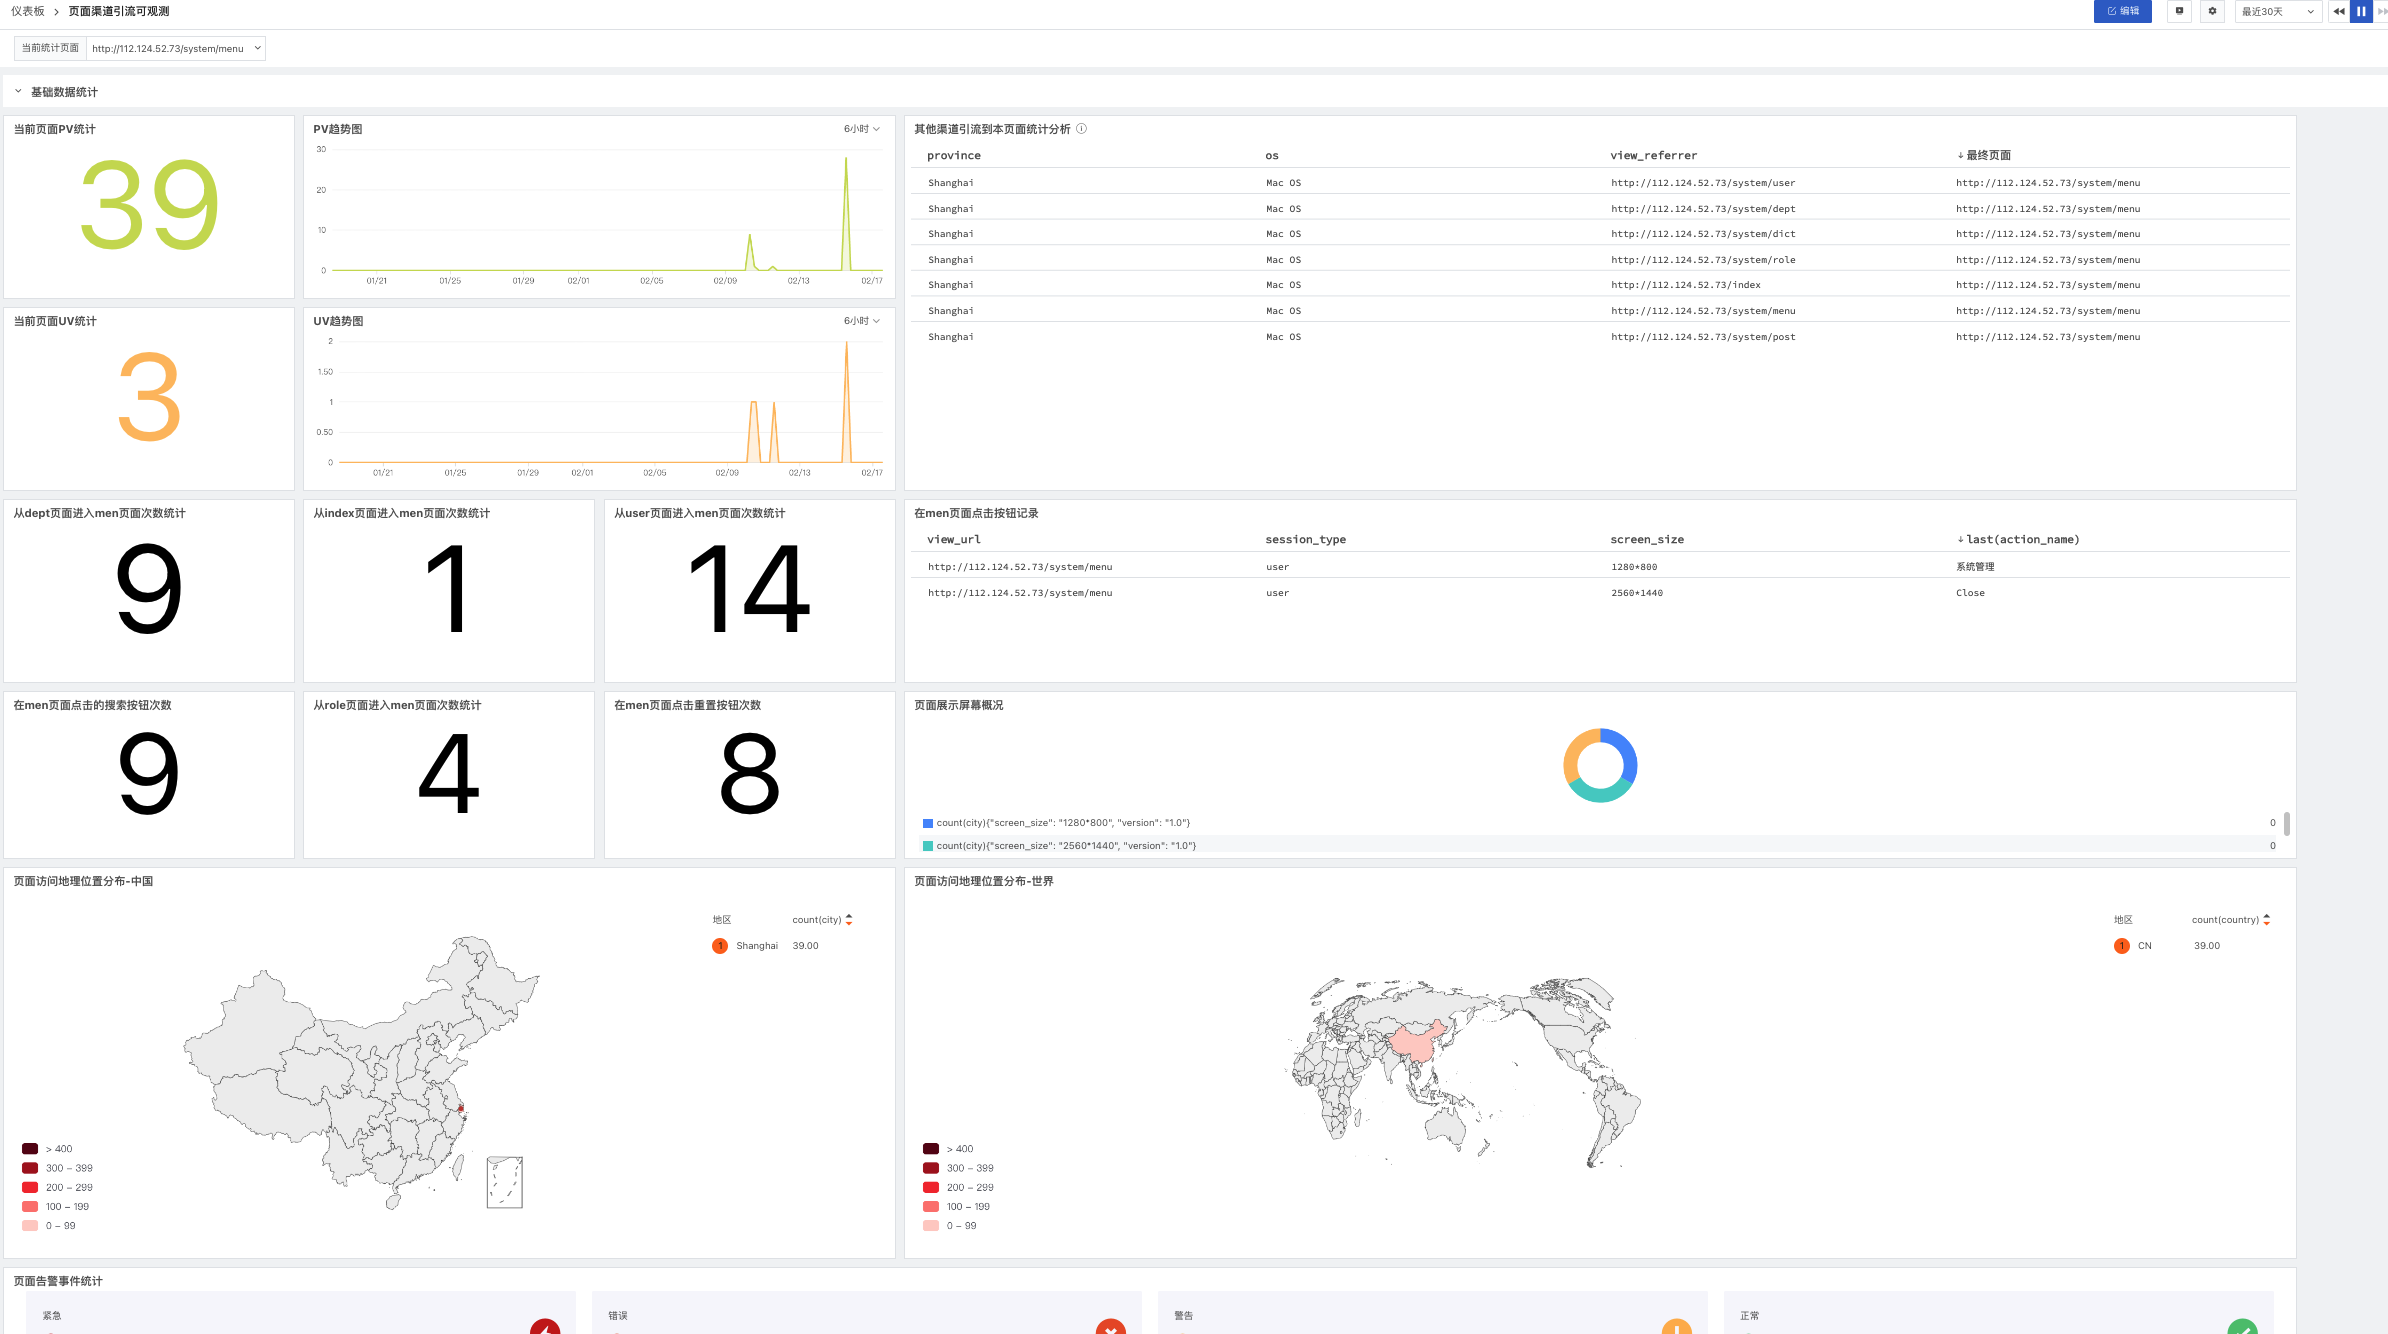 仪表板 > 页面渠道引流可观测
编辑
最近30天
当前统计页面 http://112.124.52.73/system/menu
基础数据统计
当前页面PV统计
39
PV趋势图
6小时
30
20
10
0
01/21 01/25 01/29 02/01 02/05 02/09 02/13 02/17
其他渠道引流到本页面统计分析
province os view_referrer ↓ 最终页面
Shanghai Mac OS http://112.124.52.73/system/user http://112.124.52.73/system/menu
Shanghai Mac OS http://112.124.52.73/system/dept http://112.124.52.73/system/menu
Shanghai Mac OS http://112.124.52.73/system/dict http://112.124.52.73/system/menu
Shanghai Mac OS http://112.124.52.73/system/role http://112.124.52.73/system/menu
Shanghai Mac OS http://112.124.52.73/index http://112.124.52.73/system/menu
Shanghai Mac OS http://112.124.52.73/system/menu http://112.124.52.73/system/menu
Shanghai Mac OS http://112.124.52.73/system/post http://112.124.52.73/system/menu
当前页面UV统计
3
UV趋势图
6小时
2
1.50
1
0.50
0
01/21 01/25 01/29 02/01 02/05 02/09 02/13 02/17
从dept页面进入men页面次数统计
9
从index页面进入men页面次数统计
1
从user页面进入men页面次数统计
14
在men页面点击按钮记录
view_url session_type screen_size ↓ last(action_name)
http://112.124.52.73/system/menu user 1280*800 系统管理
http://112.124.52.73/system/menu user 2560*1440 Close
在men页面点击的搜索按钮次数
9
从role页面进入men页面次数统计
4
在men页面点击重置按钮次数
8
页面展示屏幕概况
count(city){"screen_size": "1280*800", "version": "1.0"} 0
count(city){"screen_size": "2560*1440", "version": "1.0"} 0
页面访问地理位置分布-中国
地区 count(city)
1 Shanghai 39.00
> 400
300 – 399
200 – 299
100 – 199
0 – 99
页面访问地理位置分布-世界
地区 count(country)
1 CN 39.00
> 400
300 – 399
200 – 299
100 – 199
0 – 99
页面告警事件统计
紧急
错误
警告
正常